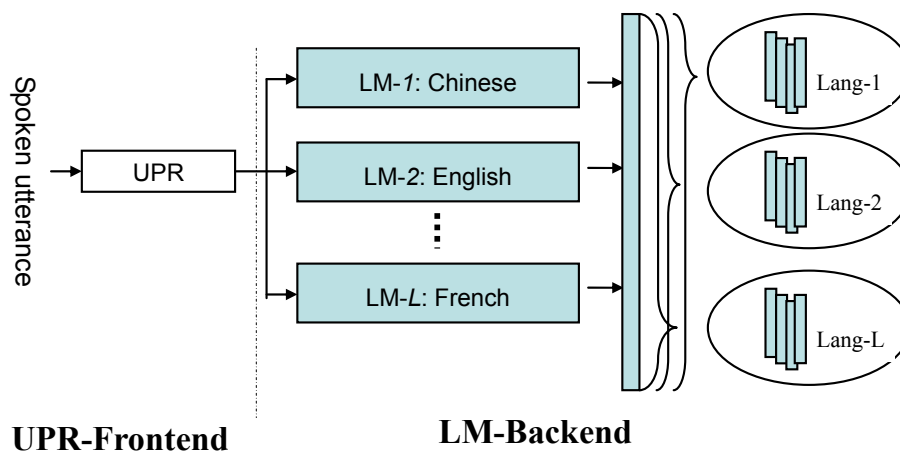 Spoken utterance
UPR
LM-1: Chinese
LM-2: English
LM-L: French
Lang-1
Lang-2
Lang-L
UPR-Frontend
LM-Backend